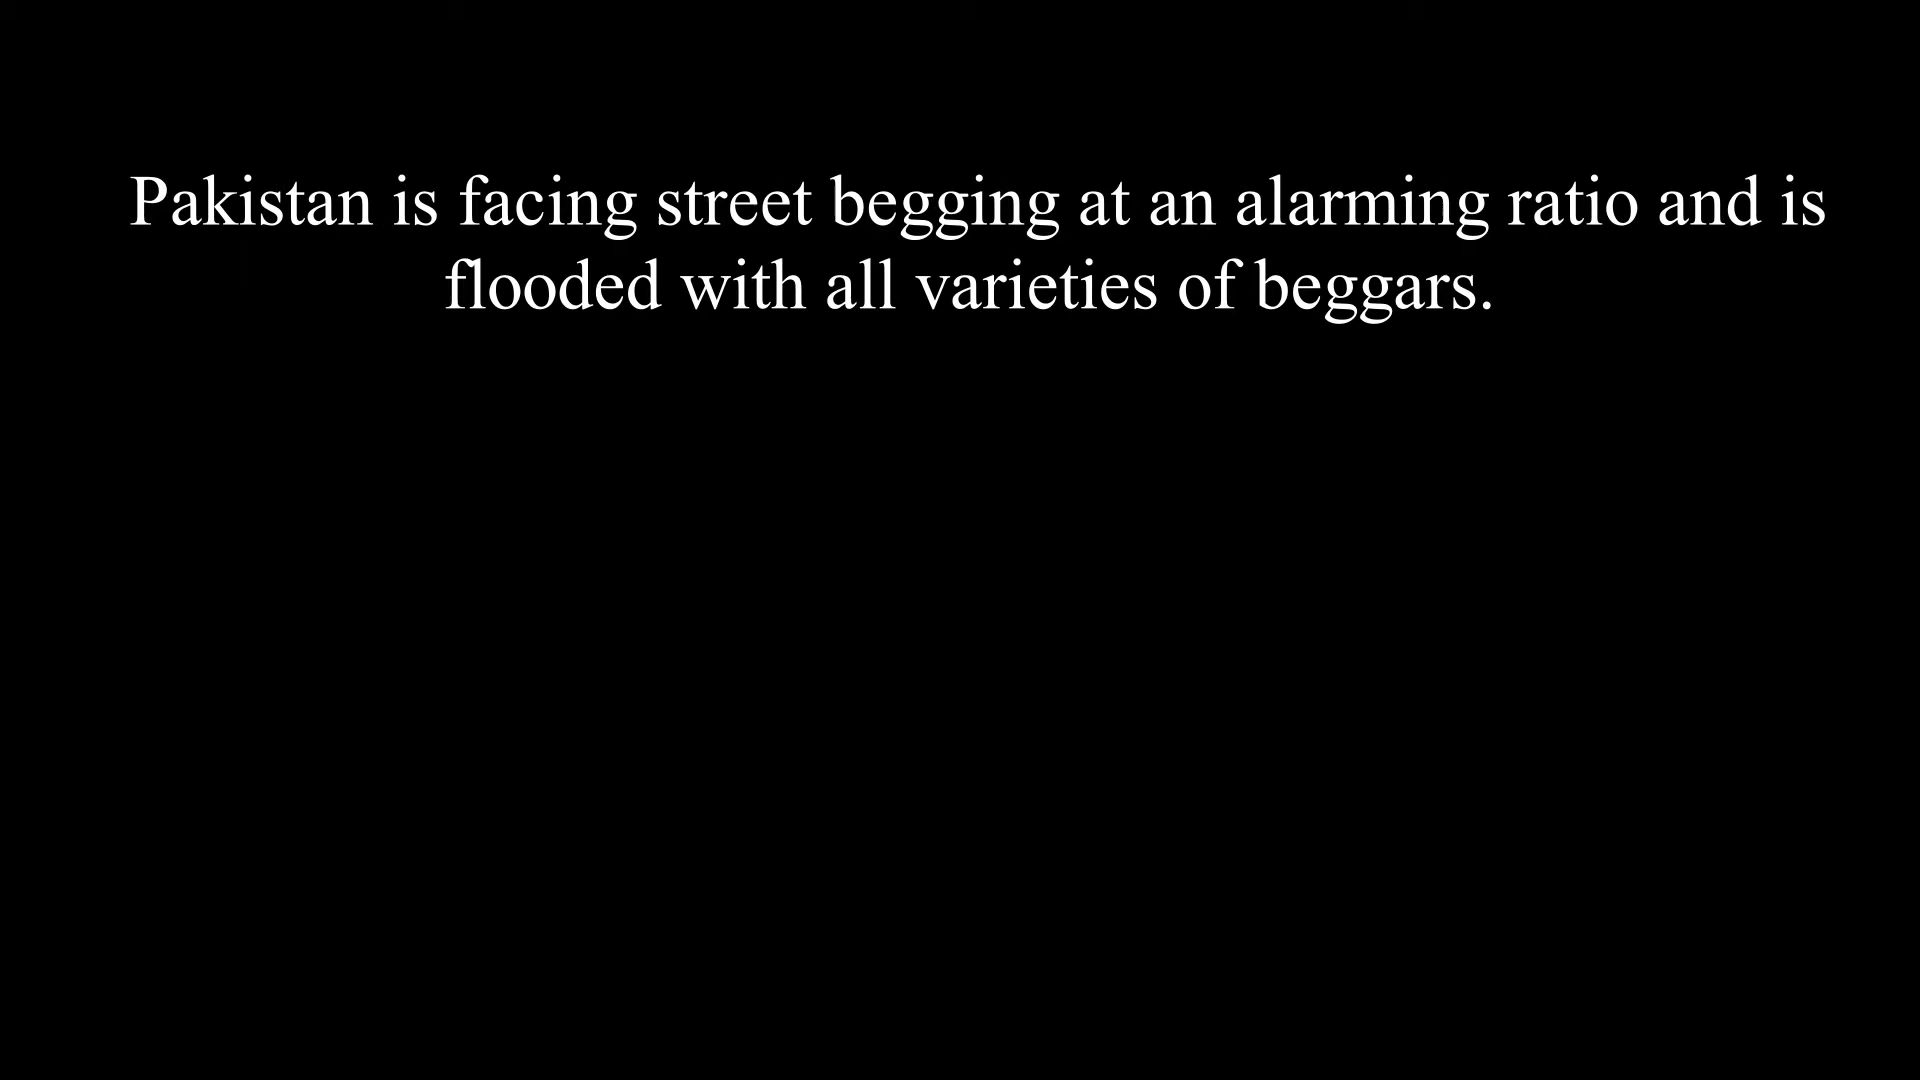 Pakistan is facing street begging at an alarming ratio and is
flooded with all varieties of beggars.